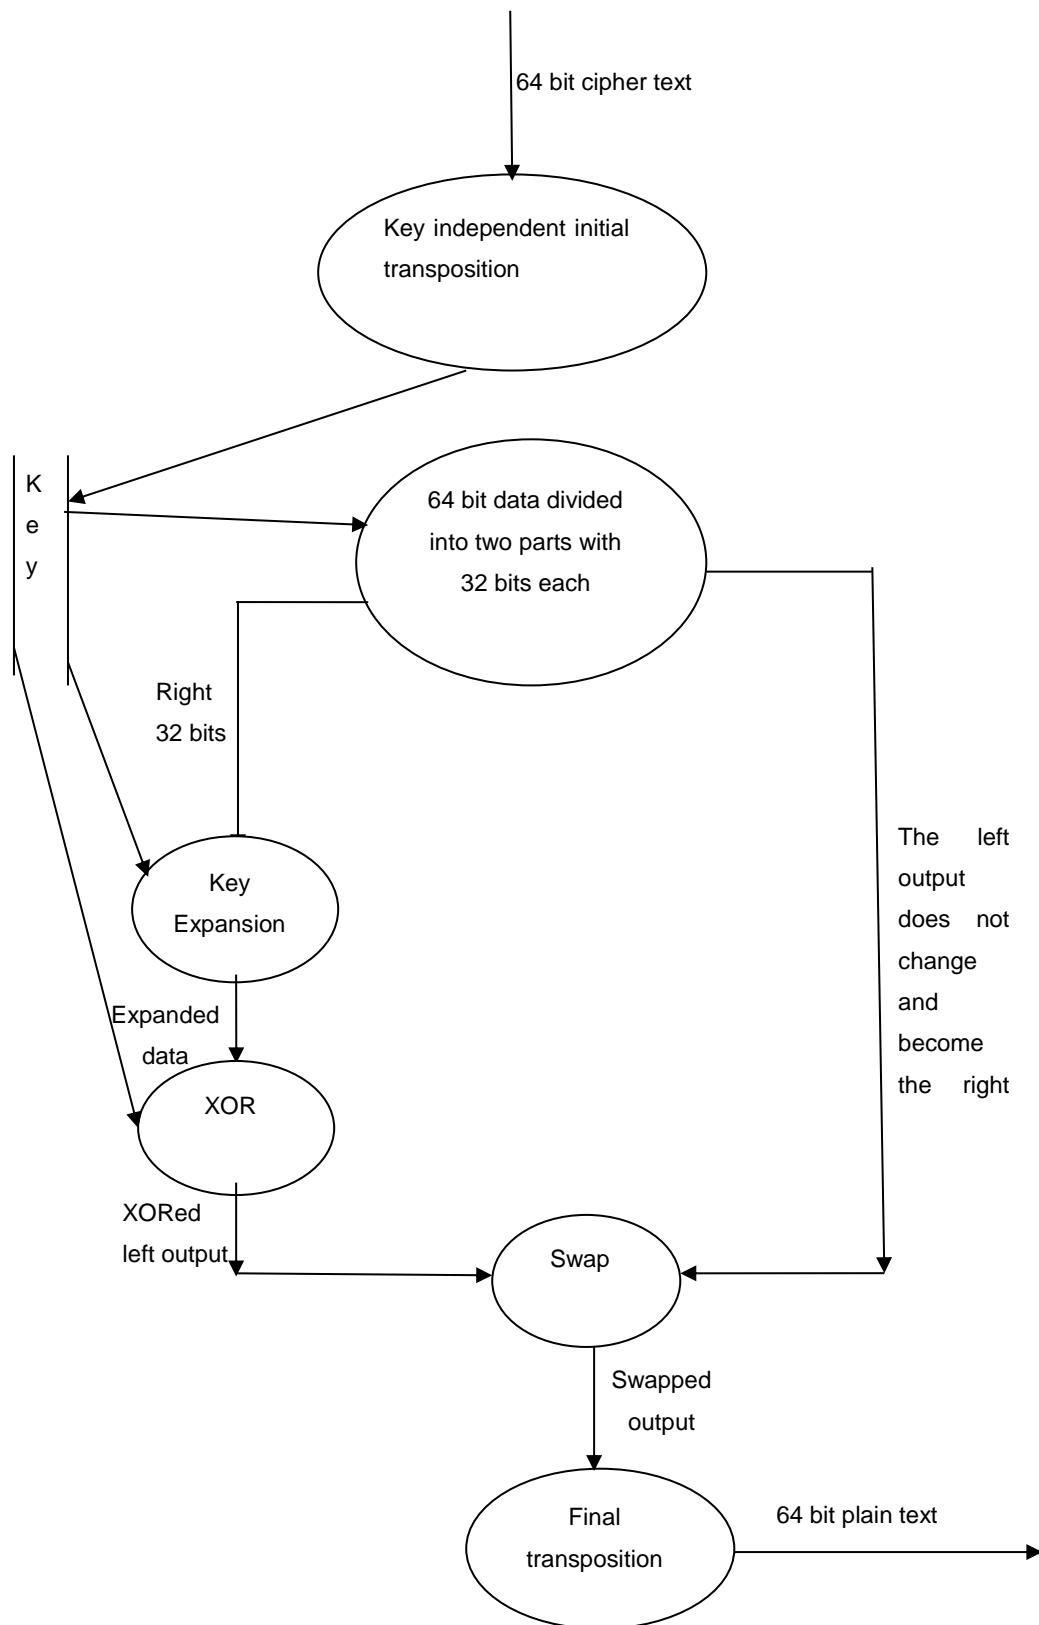 64 bit cipher text
Key independent initial
transposition
K
e
y
64 bit data divided
into two parts with
32 bits each
Right
32 bits
Key
Expansion
The left
output
does not
change
and
become
the right
Expanded
data
XOR
XORed
left output
Swap
Swapped
output
Final
transposition
64 bit plain text